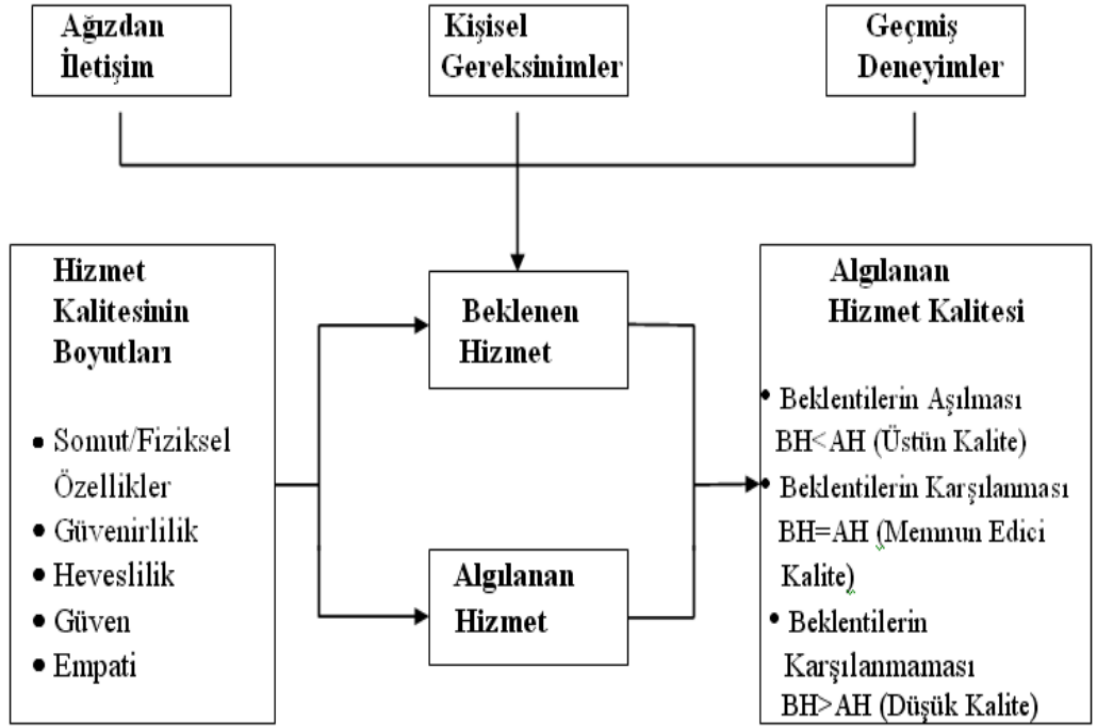 Ağızdan
İletişim
Kişisel
Gereksinimler
Geçmiş
Deneyimler
Hizmet
Kalitesinin
Boyutları
• Somut/Fiziksel
Özellikler
• Güvenirlilik
• Heveslilik
• Güven
• Empati
Beklenen
Hizmet
Algılanan
Hizmet
Algılanan
Hizmet Kalitesi
• Beklentilerin Aşılması
BH<AH (Üstün Kalite)
• Beklentilerin Karşılanması
BH=AH (Memnun Edici
Kalite)
• Beklentilerin
Karşılanmaması
BH>AH (Düşük Kalite)